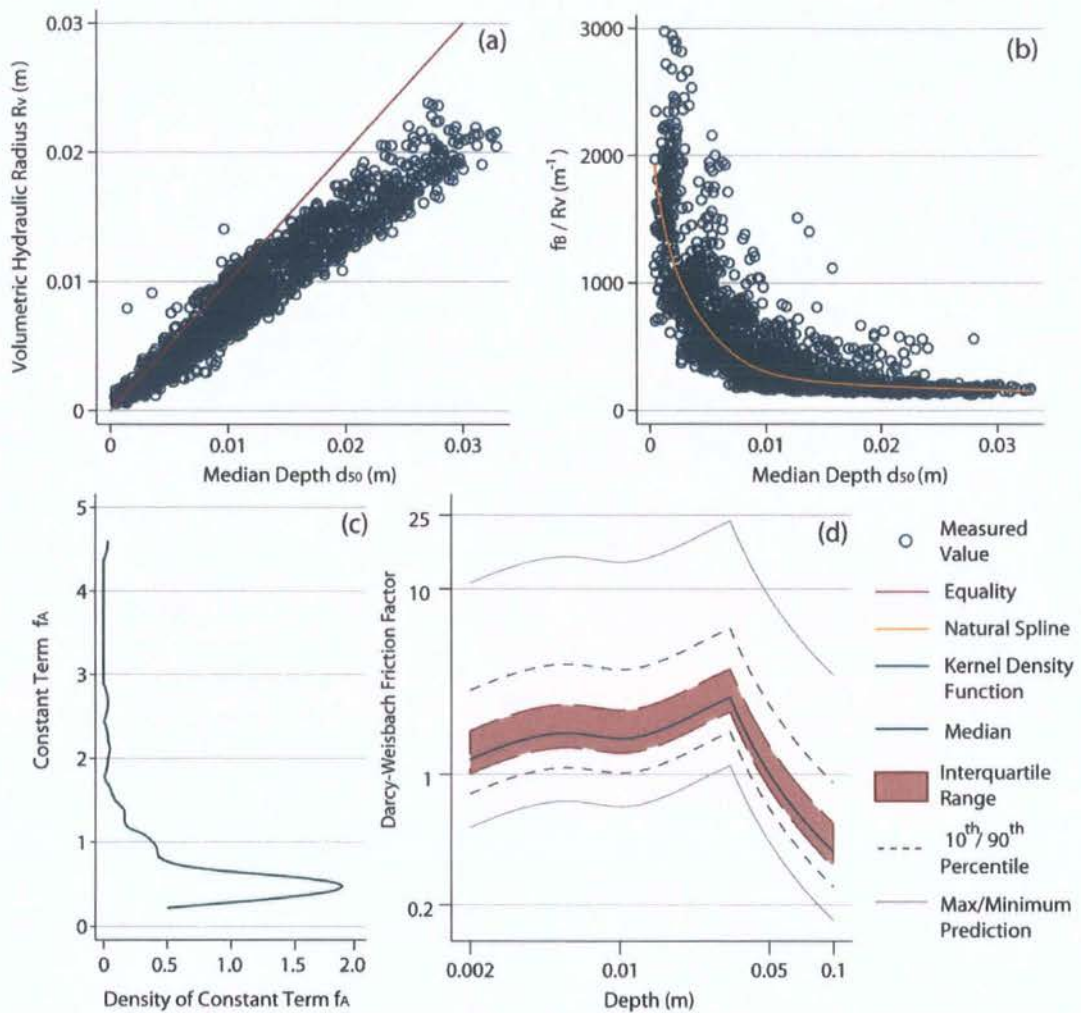 (a)
0.03
0.02
0.01
0
Volumetric Hydraulic Radius Rv (m)
0
0.01
0.02
0.03
Median Depth d50 (m)
(b)
3000
2000
1000
0
fB / Rv (m-1)
0
0.01
0.02
0.03
Median Depth d50 (m)
(c)
5
4
3
2
1
0
Constant Term fA
0
0.5
1.0
1.5
2.0
Density of Constant Term fA
(d)
25
10
1
0.2
Darcy-Weisbach Friction Factor
0.002
0.01
0.05
0.1
Depth (m)
Measured
Value
Equality
Natural Spline
Kernel Density
Function
Median
Interquartile
Range
10th/90th
Percentile
Max/Minimum
Prediction